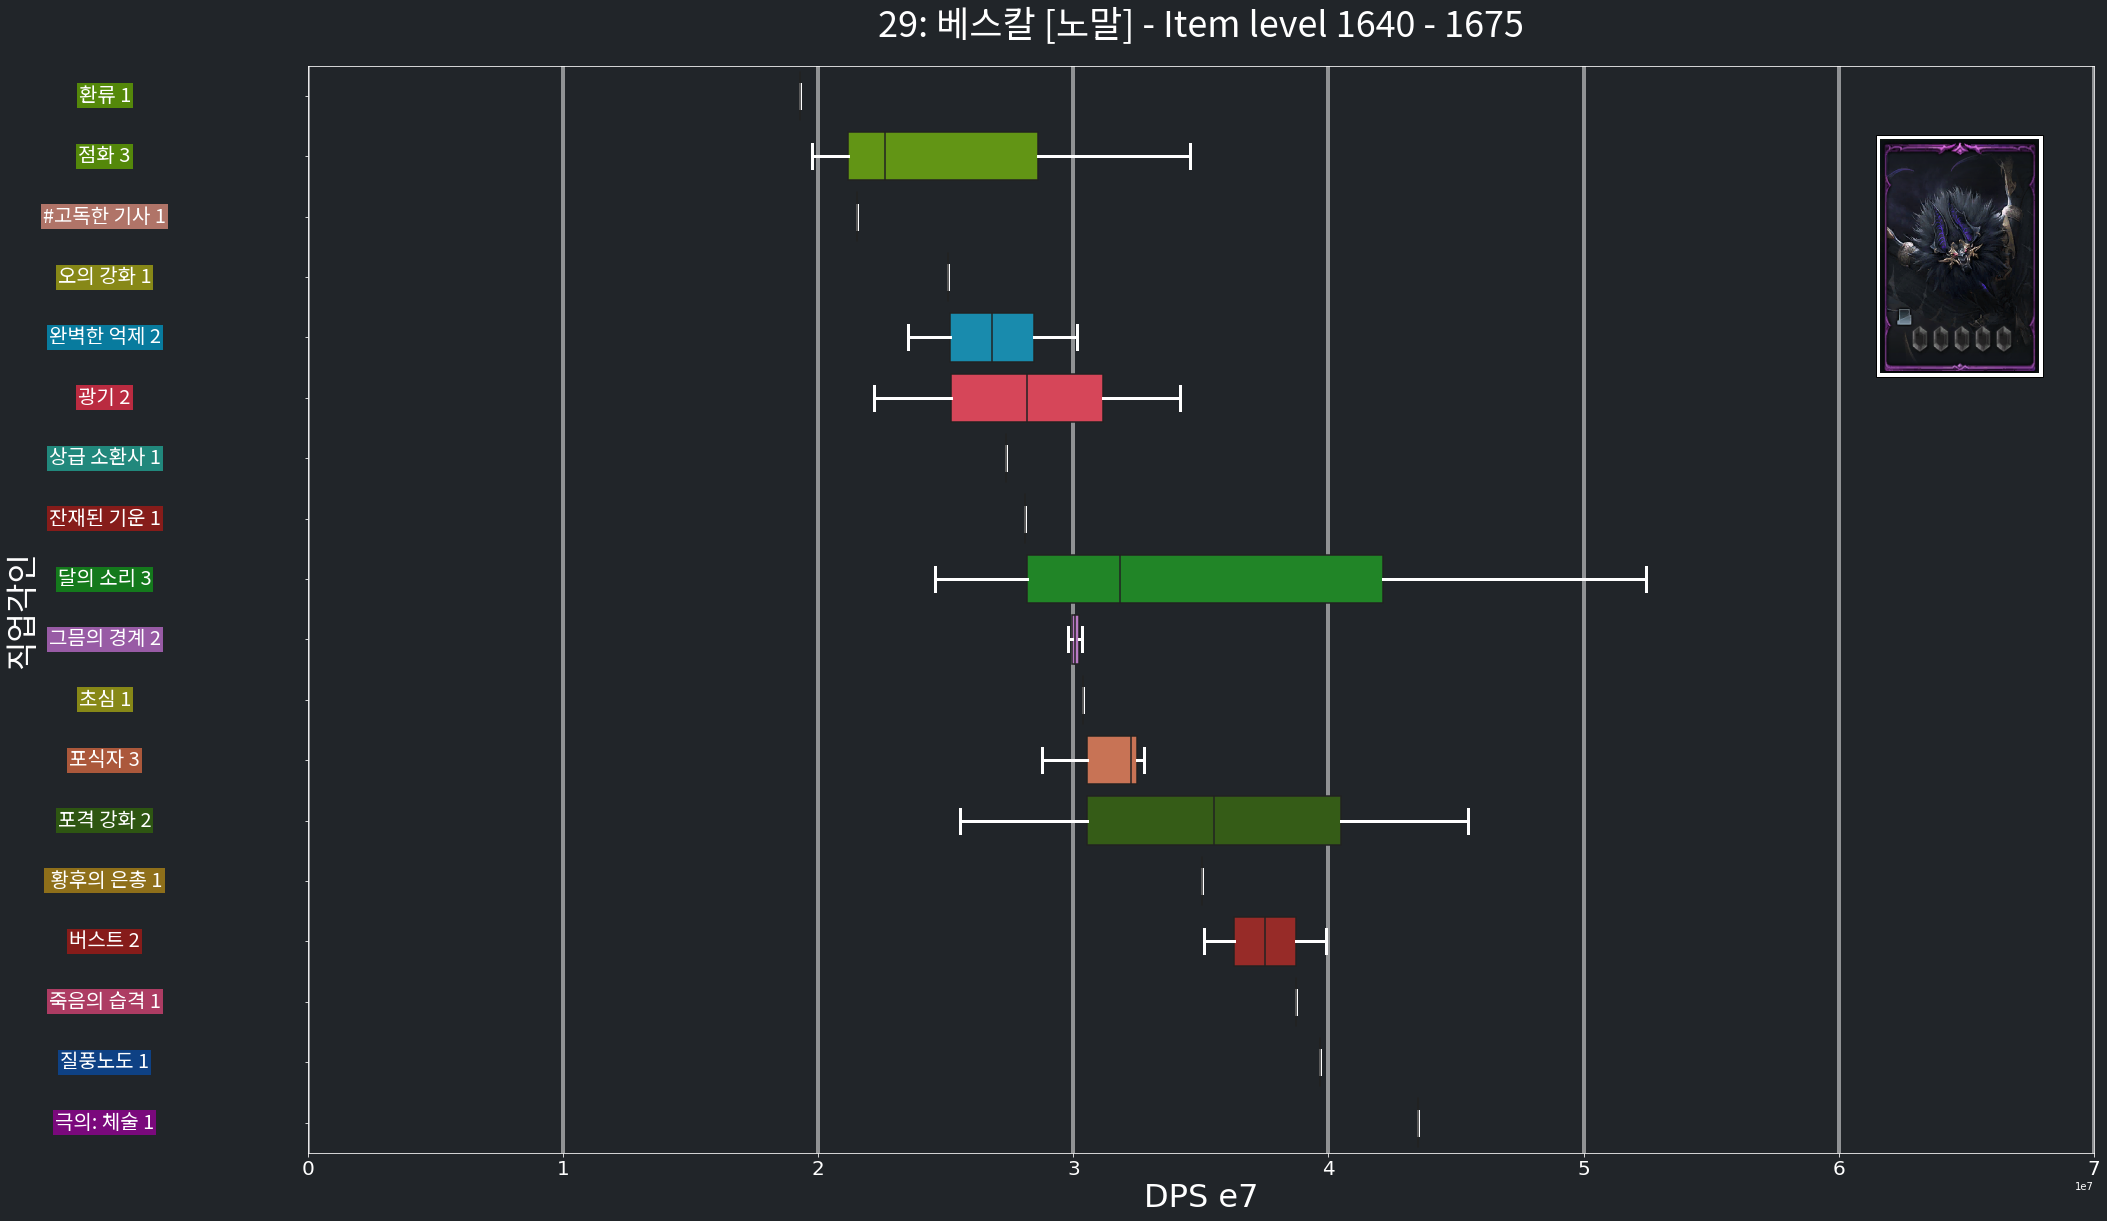 29: 베스칼 [노말] - Item level 1640 - 1675
환류 1
점화 3
#고독한 기사 1
오의 강화 1
완벽한 억제 2
광기 2
상급 소환사 1
잔재된 기운 1
달의 소리 3
그믐의 경계 2
초심 1
포식자 3
포격 강화 2
황후의 은총 1
버스트 2
죽음의 습격 1
질풍노도 1
극의: 체술 1
직업각인
0 1 2 3 4 5 6 7
1e7
DPS e7